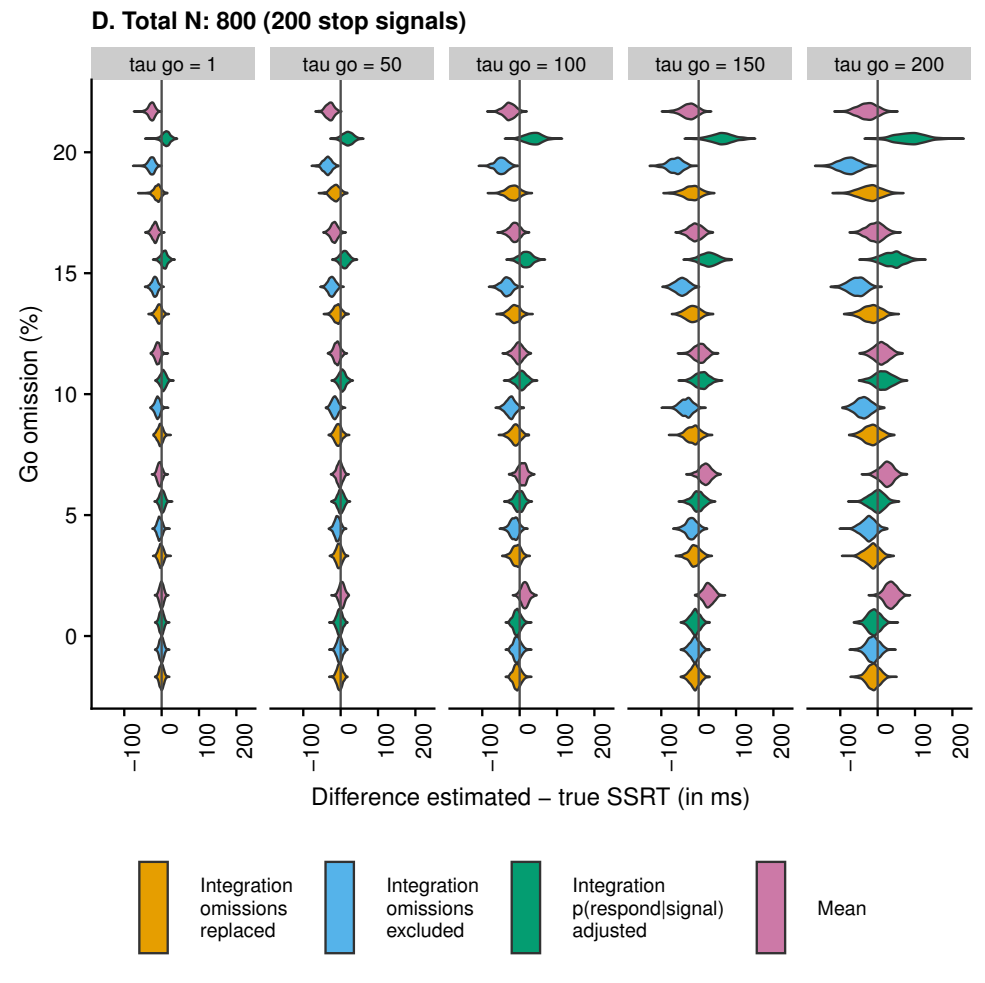 D. Total N: 800 (200 stop signals)
tau go = 1
tau go = 50
tau go = 100
tau go = 150
tau go = 200
Go omission (%)
20
15
10
5
0
−100 0 100 200
−100 0 100 200
−100 0 100 200
−100 0 100 200
−100 0 100 200
Difference estimated − true SSRT (in ms)
Integration
omissions
replaced
Integration
omissions
excluded
Integration
p(respond|signal)
adjusted
Mean